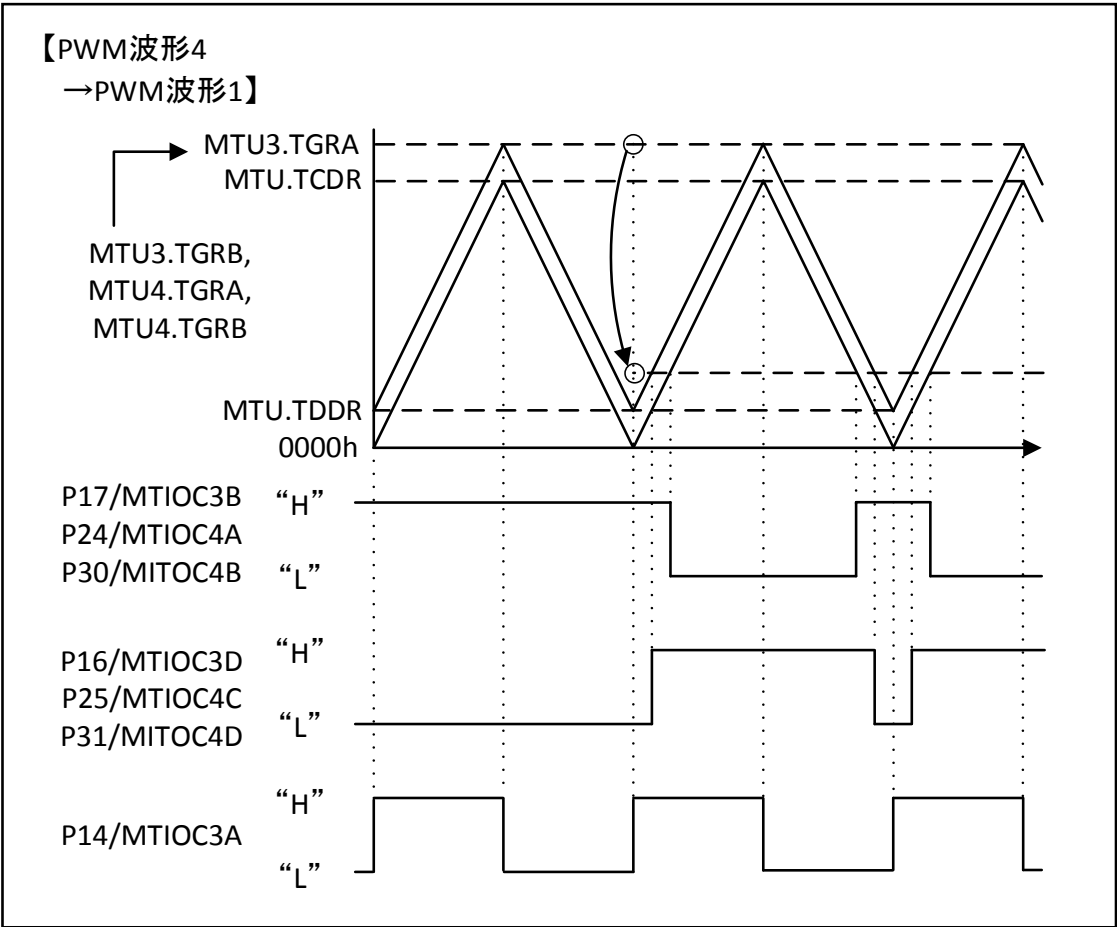 【PWM波形4
→PWM波形1】
MTU3.TGRA
MTU.TCDR
MTU3.TGRB,
MTU4.TGRA,
MTU4.TGRB
MTU.TDDR
0000h
P17/MTIOC3B
P24/MTIOC4A
P30/MITOC4B
“H”
“L”
P16/MTIOC3D
P25/MTIOC4C
P31/MITOC4D
“H”
“L”
P14/MTIOC3A
“H”
“L”